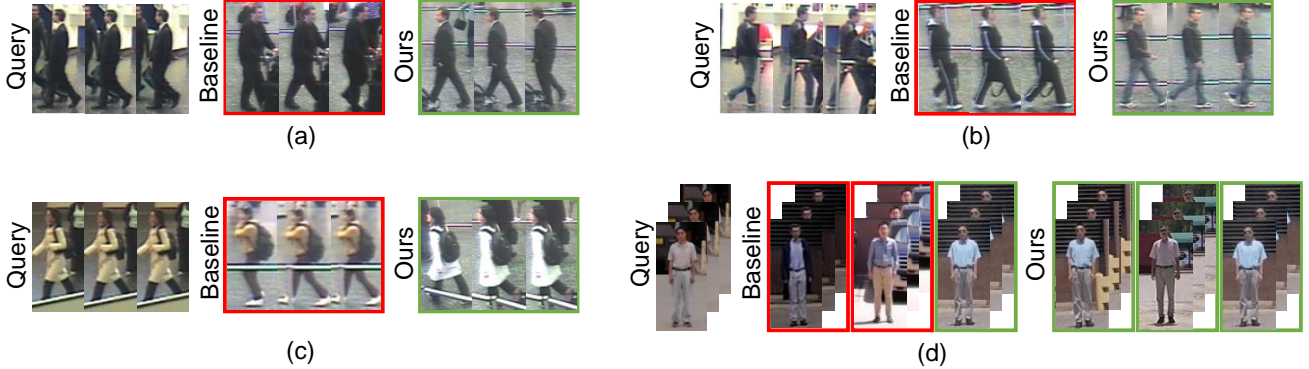 Query
Baseline
Ours
(a)
Query
Baseline
Ours
(b)
Query
Baseline
Ours
(c)
Query
Baseline
Ours
(d)